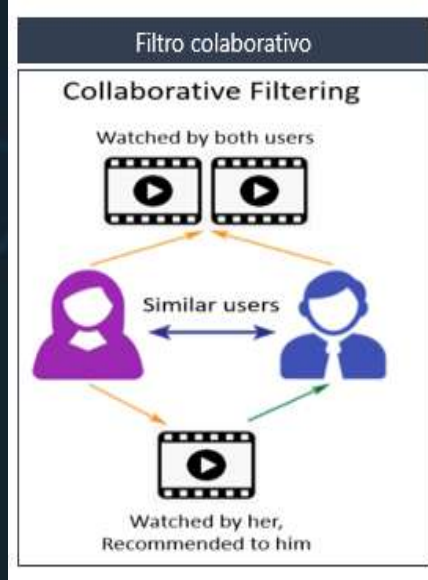 Filtro colaborativo
Collaborative Filtering
Watched by both users
Similar users
Watched by her,
Recommended to him